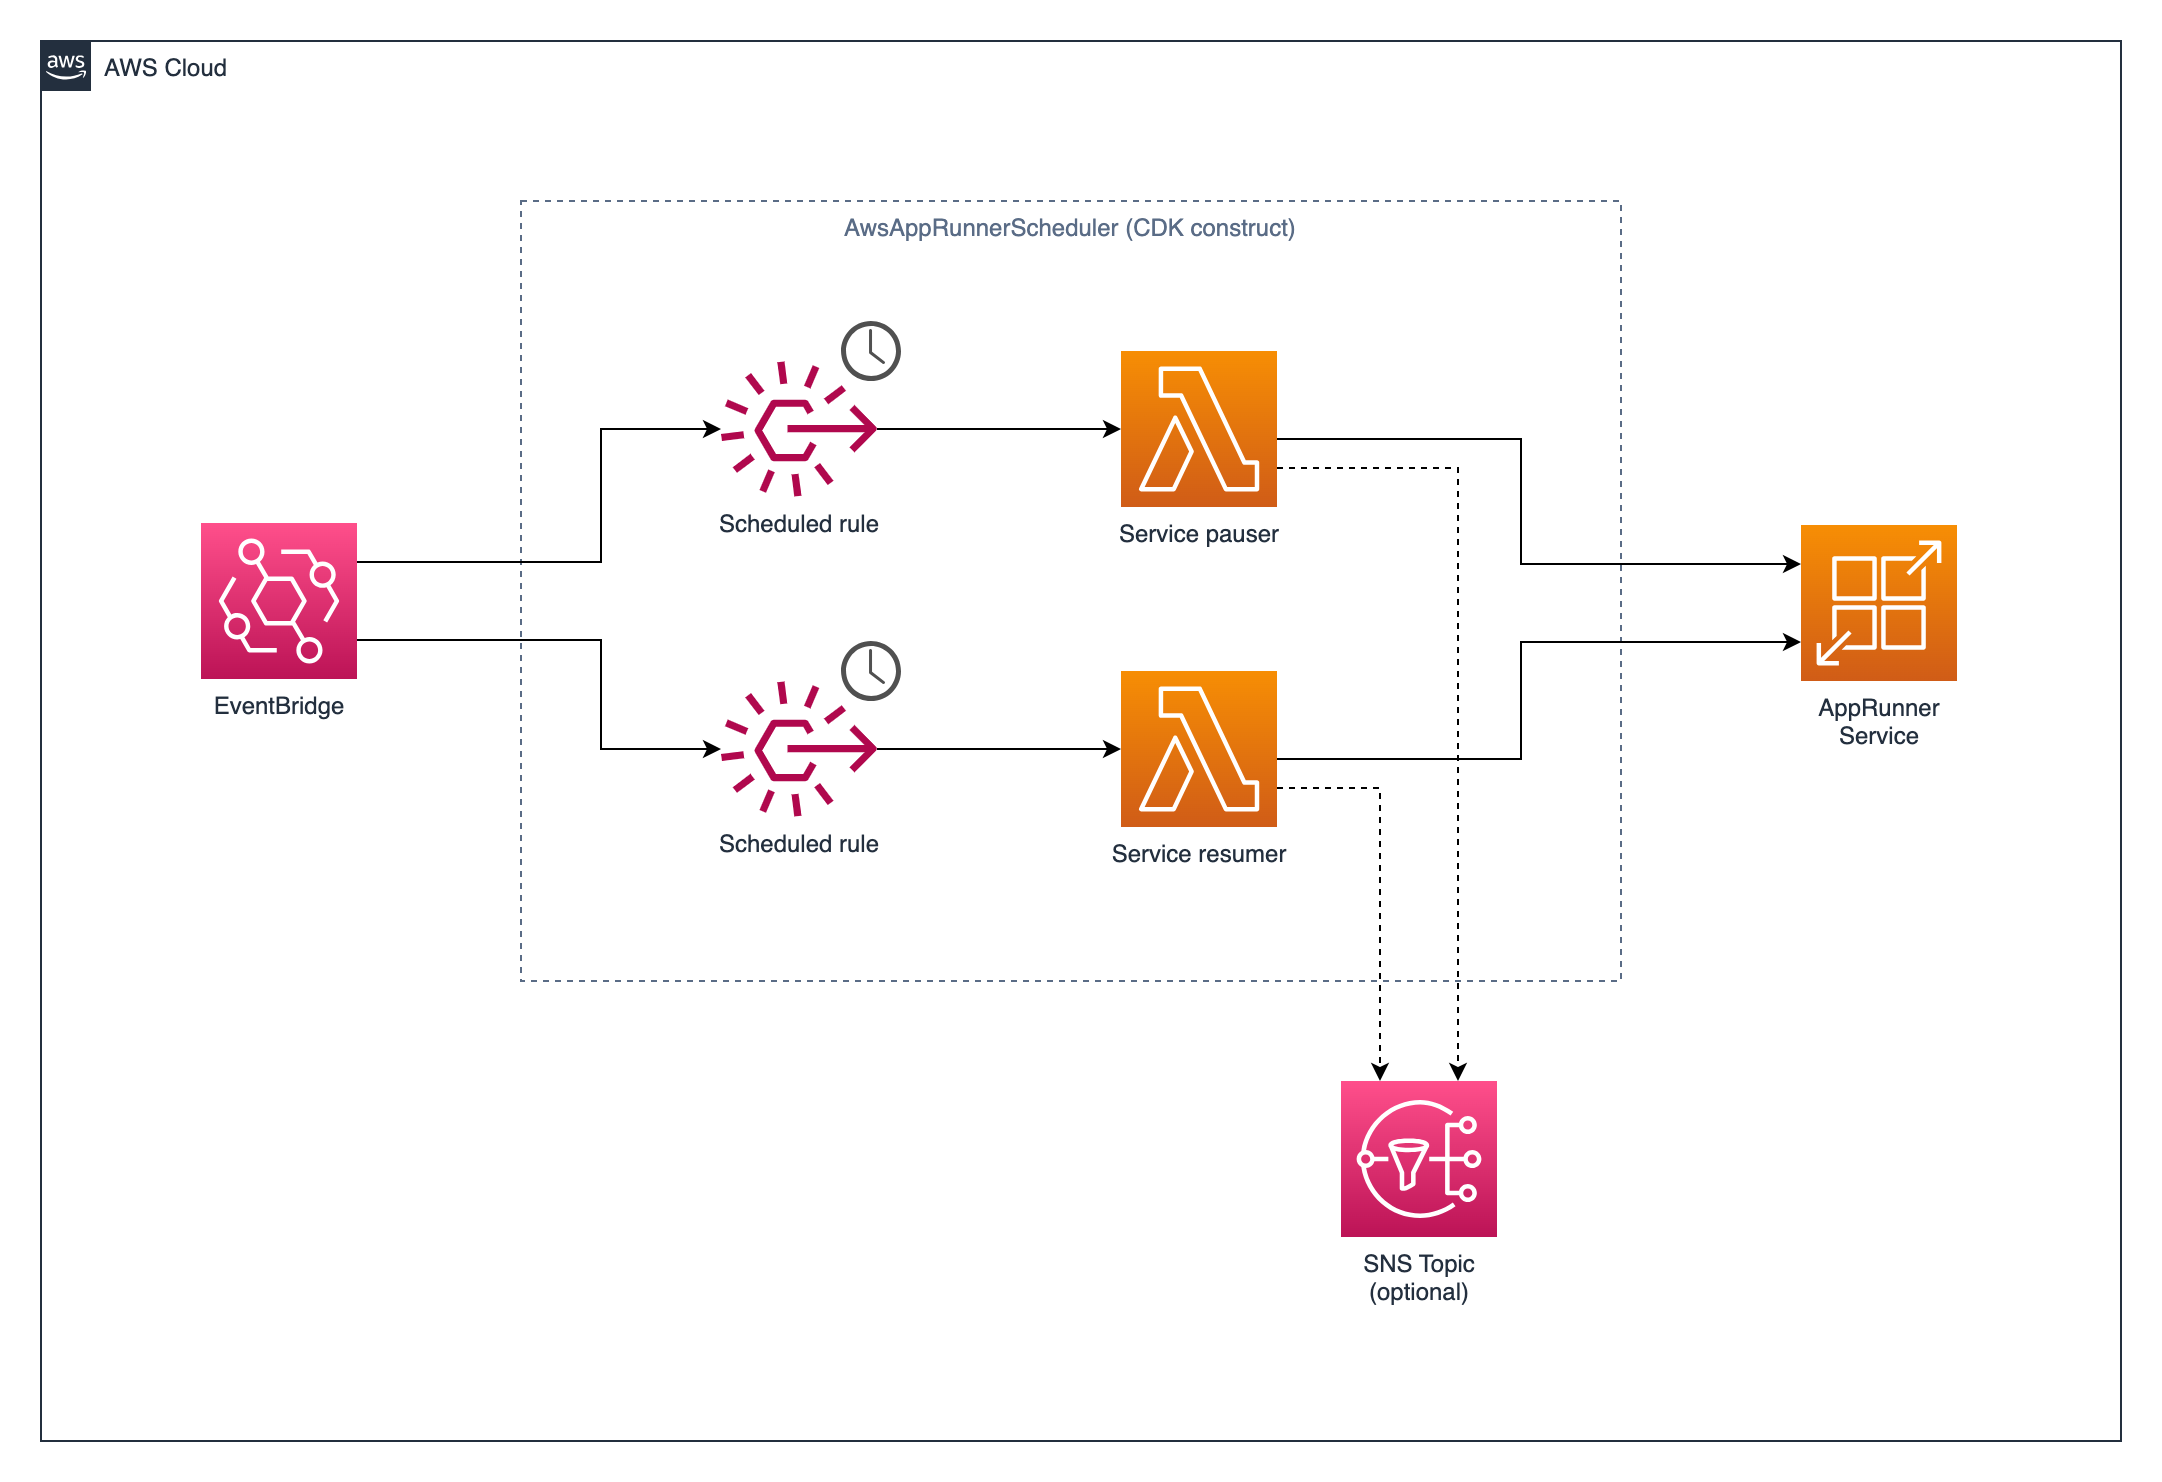 aws
AWS Cloud
AwsAppRunnerScheduler (CDK construct)
Scheduled rule
Service pauser
EventBridge
AppRunner
Service
Scheduled rule
Service resumer
SNS Topic
(optional)